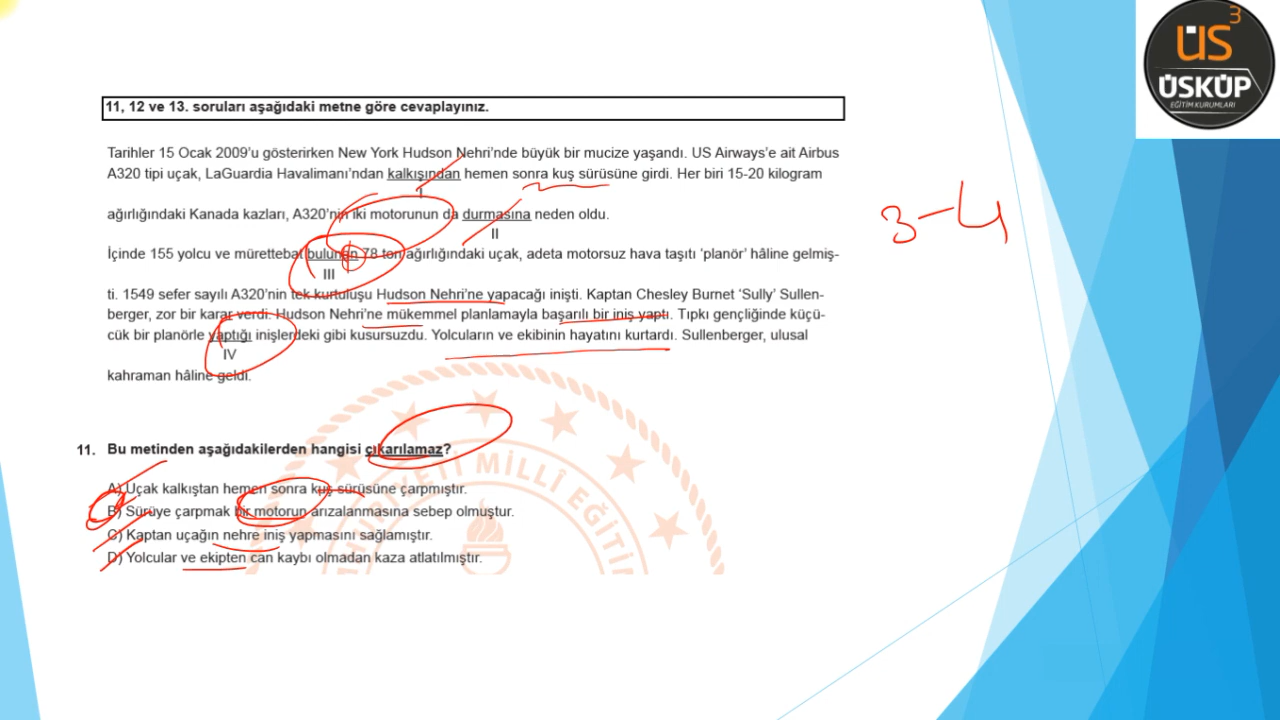 ÜS
3
ÜSKÜP
EĞİTİM KURUMLARI
11, 12 ve 13. soruları aşağıdaki metne göre cevaplayınız.
Tarihler 15 Ocak 2009'u gösterirken New York Hudson Nehri'nde büyük bir mucize yaşandı. US Airways'e ait Airbus
A320 tipi uçak, LaGuardia Havalimanı'ndan kalkışından hemen sonra kuş sürüsüne girdi. Her biri 15-20 kilogram
I
ağırlığındaki Kanada kazları, A320'nin iki motorunun da durmasına neden oldu.
II
İçinde 155 yolcu ve mürettebat bulunan 78 ton ağırlığındaki uçak, adeta motorsuz hava taşıtı 'planör' hâline gelmiş-
III
ti. 1549 sefer sayılı A320'nin tek kurtuluşu Hudson Nehri'ne yapacağı inişti. Kaptan Chesley Burnet 'Sully' Sullen-
berger, zor bir karar verdi. Hudson Nehri'ne mükemmel planlamayla başarılı bir iniş yaptı. Tıpkı gençliğinde küçü-
cük bir planörle yaptığı inişlerdeki gibi kusursuzdu. Yolcuların ve ekibinin hayatını kurtardı. Sullenberger, ulusal
IV
kahraman hâline geldi.
3-4
11. Bu metinden aşağıdakilerden hangisi çıkarılamaz?
A) Uçak kalkıştan hemen sonra kuş sürüsüne çarpmıştır.
B) Sürüye çarpmak bir motorun arızalanmasına sebep olmuştur.
C) Kaptan uçağın nehre iniş yapmasını sağlamıştır.
D) Yolcular ve ekipten can kaybı olmadan kaza atlatılmıştır.
MİLLÎ EĞİTİM